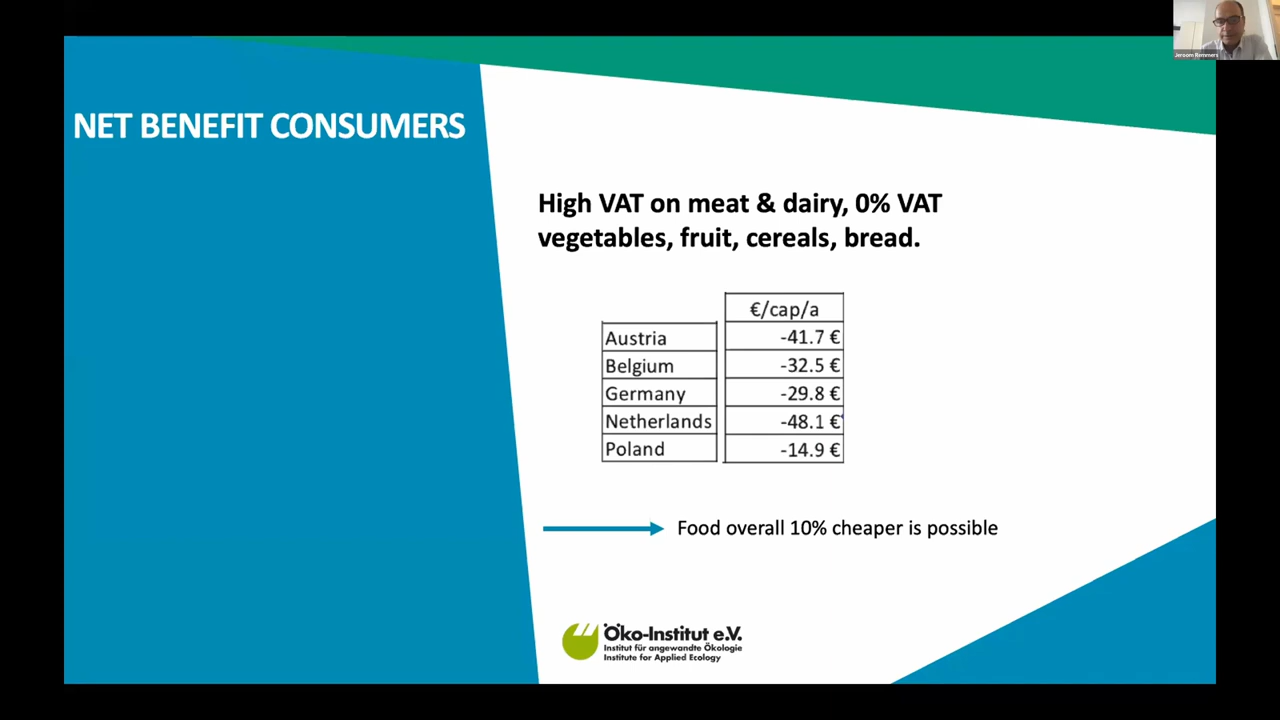 Jeroom Remmers
NET BENEFIT CONSUMERS
High VAT on meat & dairy, 0% VAT
vegetables, fruit, cereals, bread.
€/cap/a
Austria -41.7 €
Belgium -32.5 €
Germany -29.8 €
Netherlands -48.1 €
Poland -14.9 €
Food overall 10% cheaper is possible
Öko-Institut e.V.
Institut für angewandte Ökologie
Institute for Applied Ecology